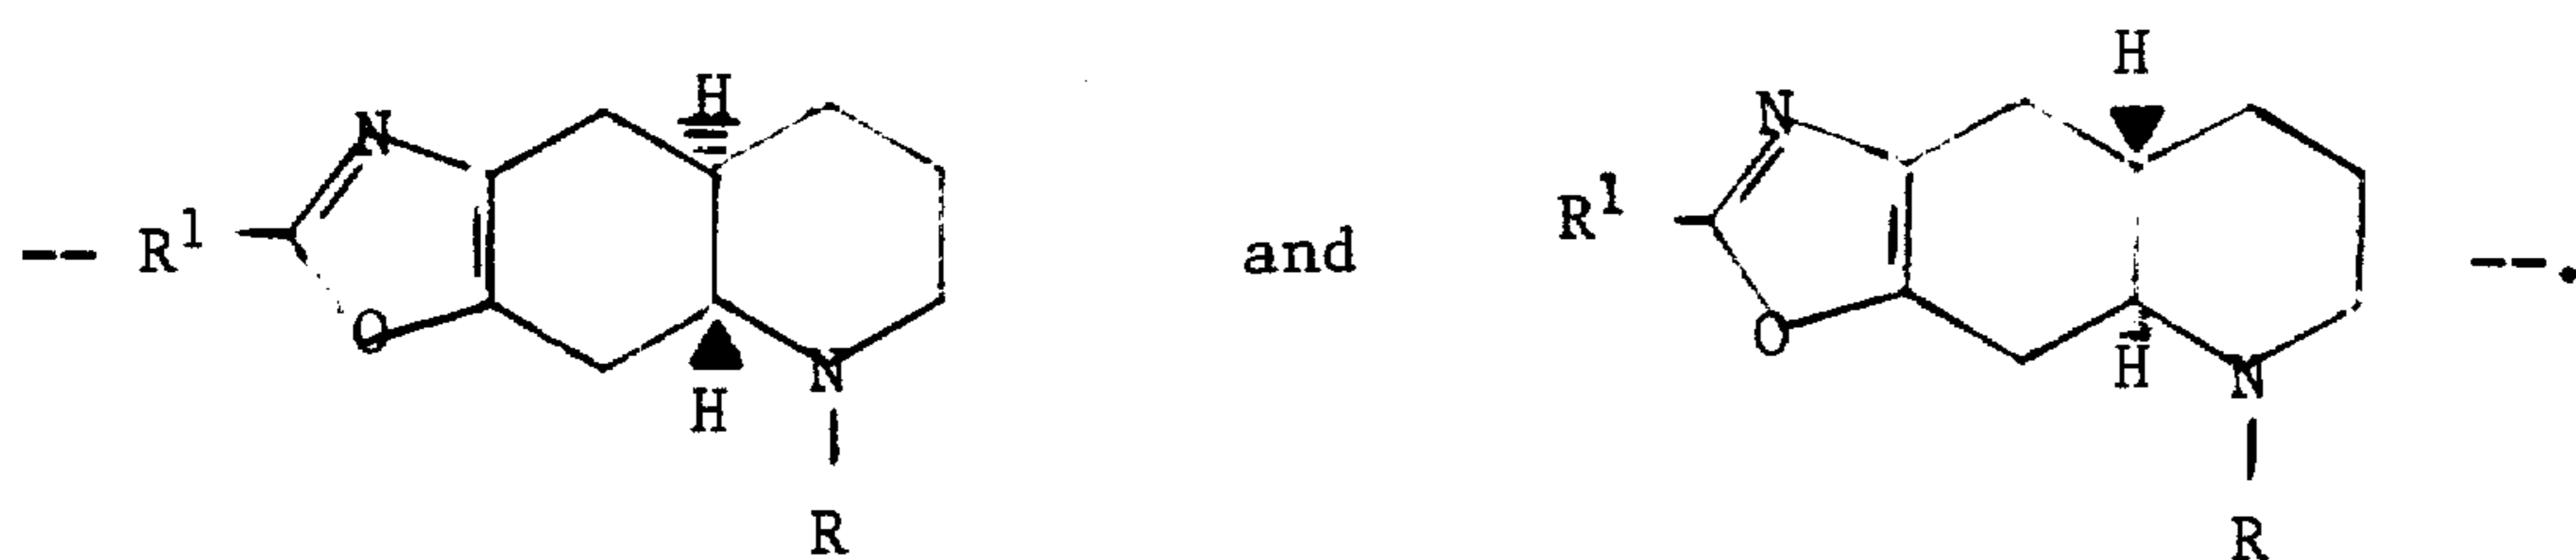 H H
N N
-- R¹ and R¹ --.
O O
H N H N
R R